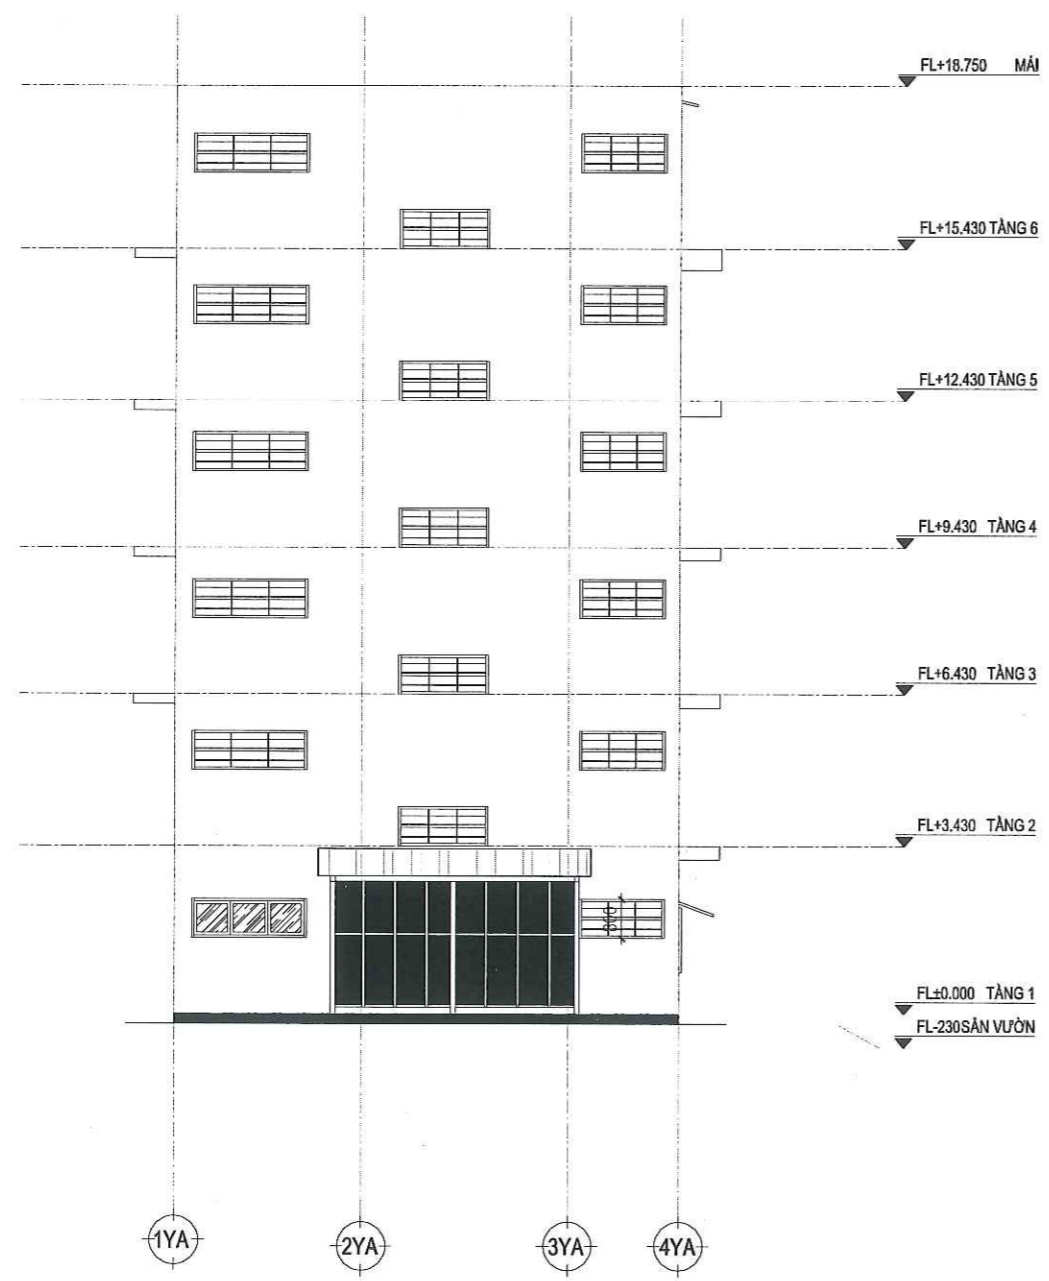 FL+18.750 MÁI
FL+15.430 TẦNG 6
FL+12.430 TẦNG 5
FL+9.430 TẦNG 4
FL+6.430 TẦNG 3
FL+3.430 TẦNG 2
800
FL±0.000 TẦNG 1
FL-230SÂN VƯỜN
1YA 2YA 3YA 4YA